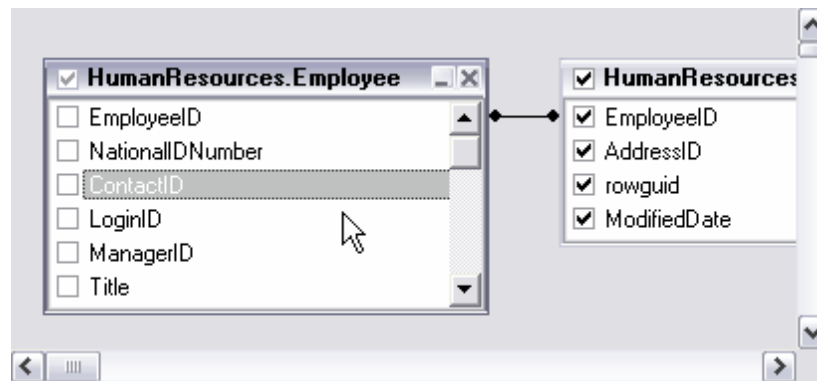 HumanResources.Employee
EmployeeID
NationalIDNumber
ContactID
LoginID
ManagerID
Title
HumanResources
EmployeeID
AddressID
rowguid
ModifiedDate